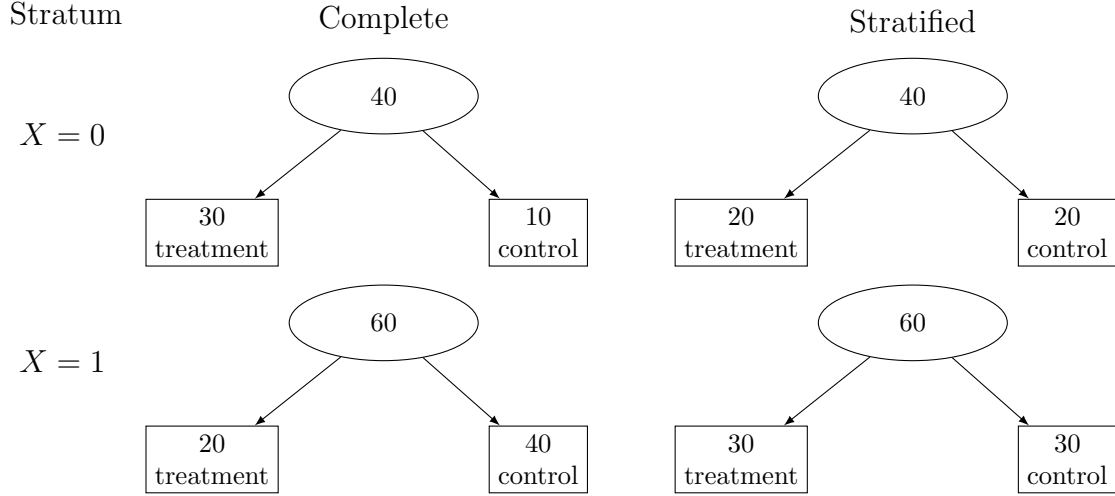 Stratum Complete Stratified
40 40
X = 0
30 10 20 20
treatment control treatment control
60 60
X = 1
20 40 30 30
treatment control treatment control